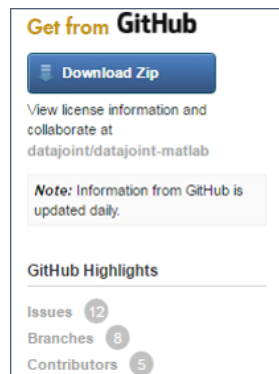 Get from GitHub
Download Zip
View license information and
collaborate at
datajoint/datajoint-matlab
Note: Information from GitHub is
updated daily.
GitHub Highlights
Issues 12
Branches 8
Contributors 5